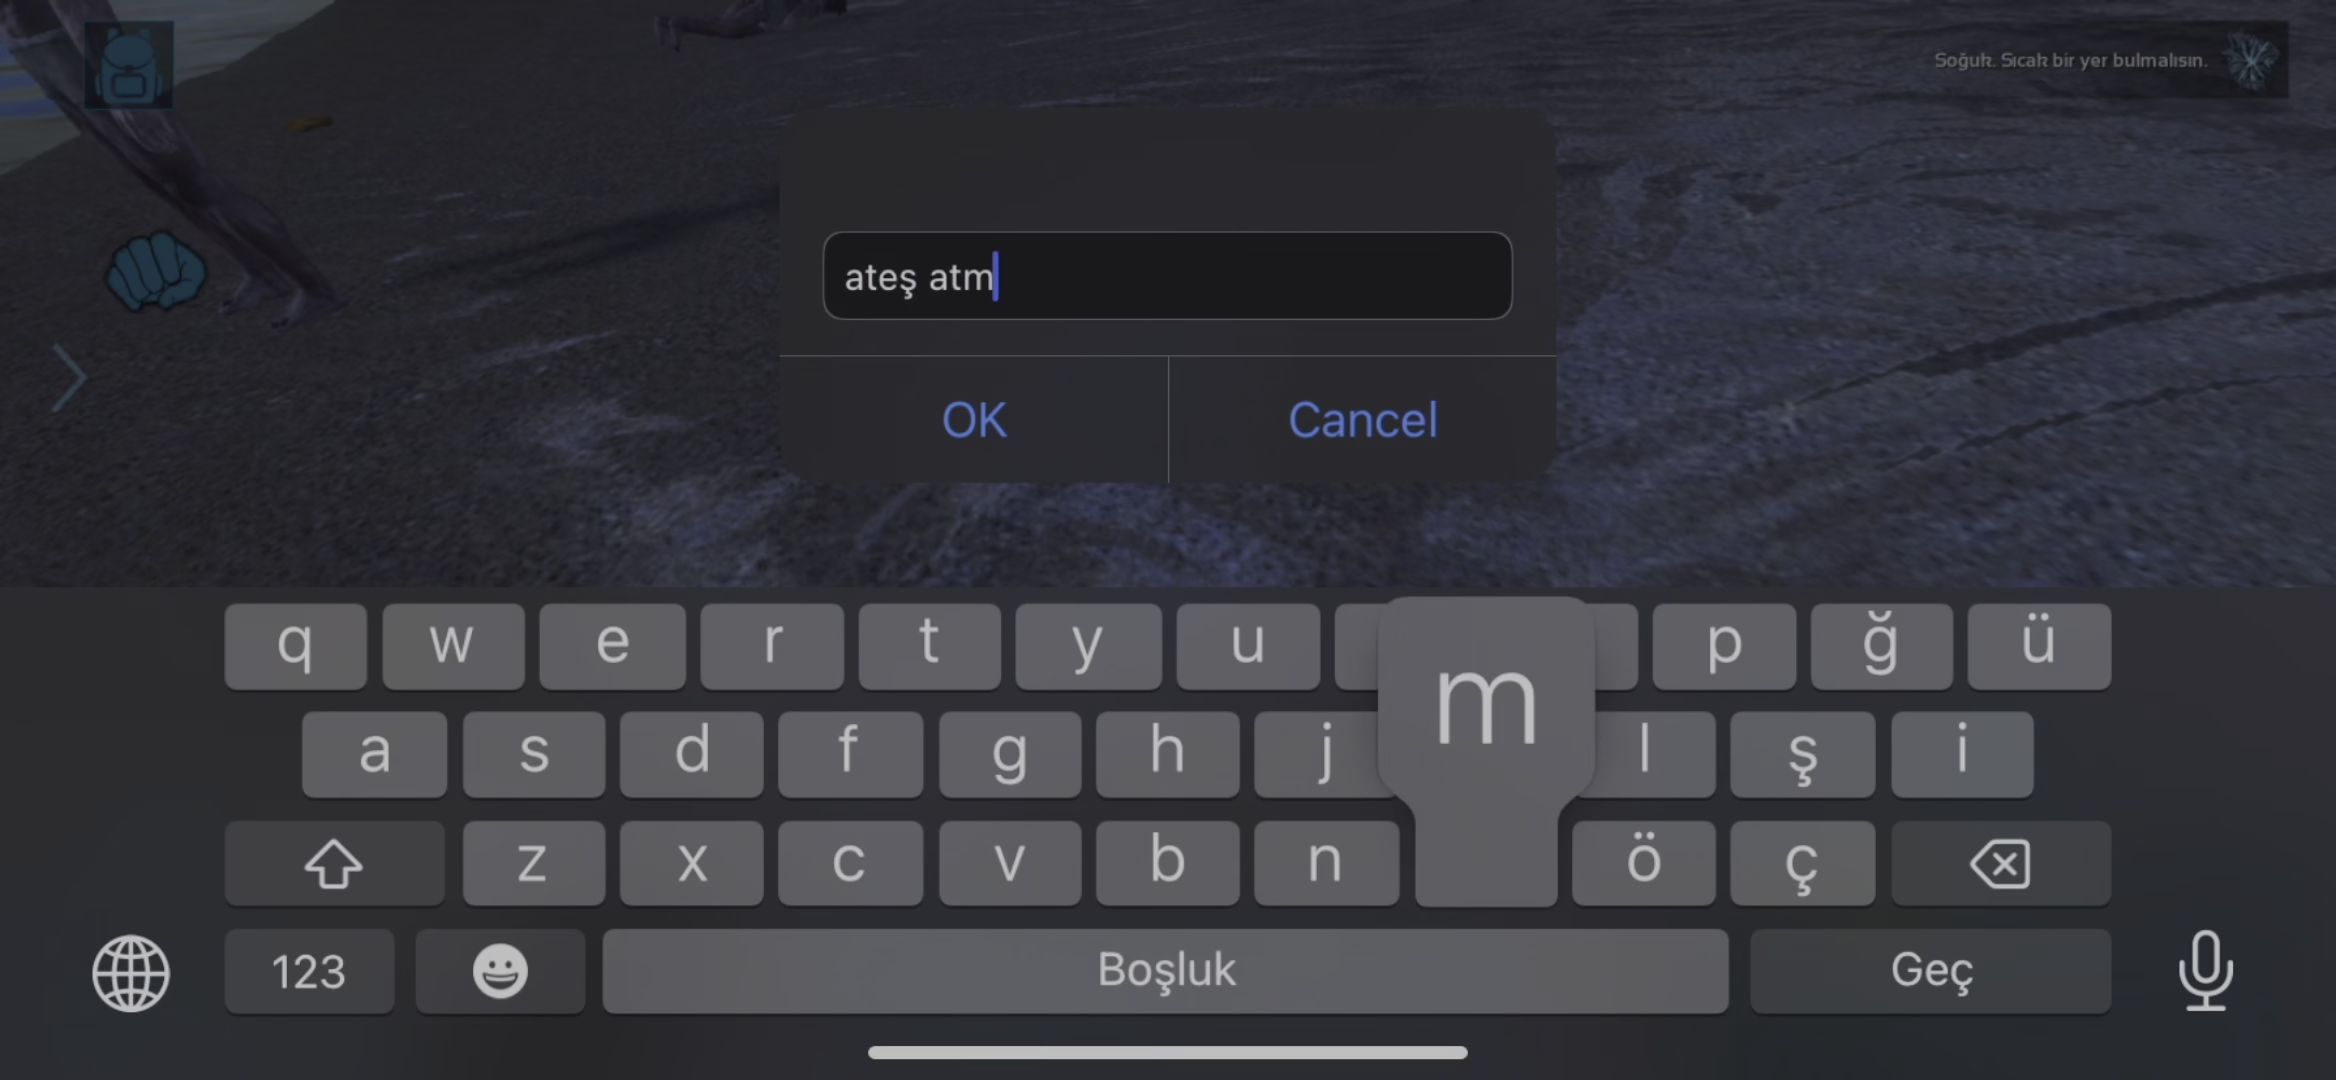 Soğuk. Sıcak bir yer bulmalısın.
ateş atm
OK Cancel
q w e r t y u p ğ ü
m
a s d f g h j l ş i
z x c v b n ö ç
123 Boşluk Geç